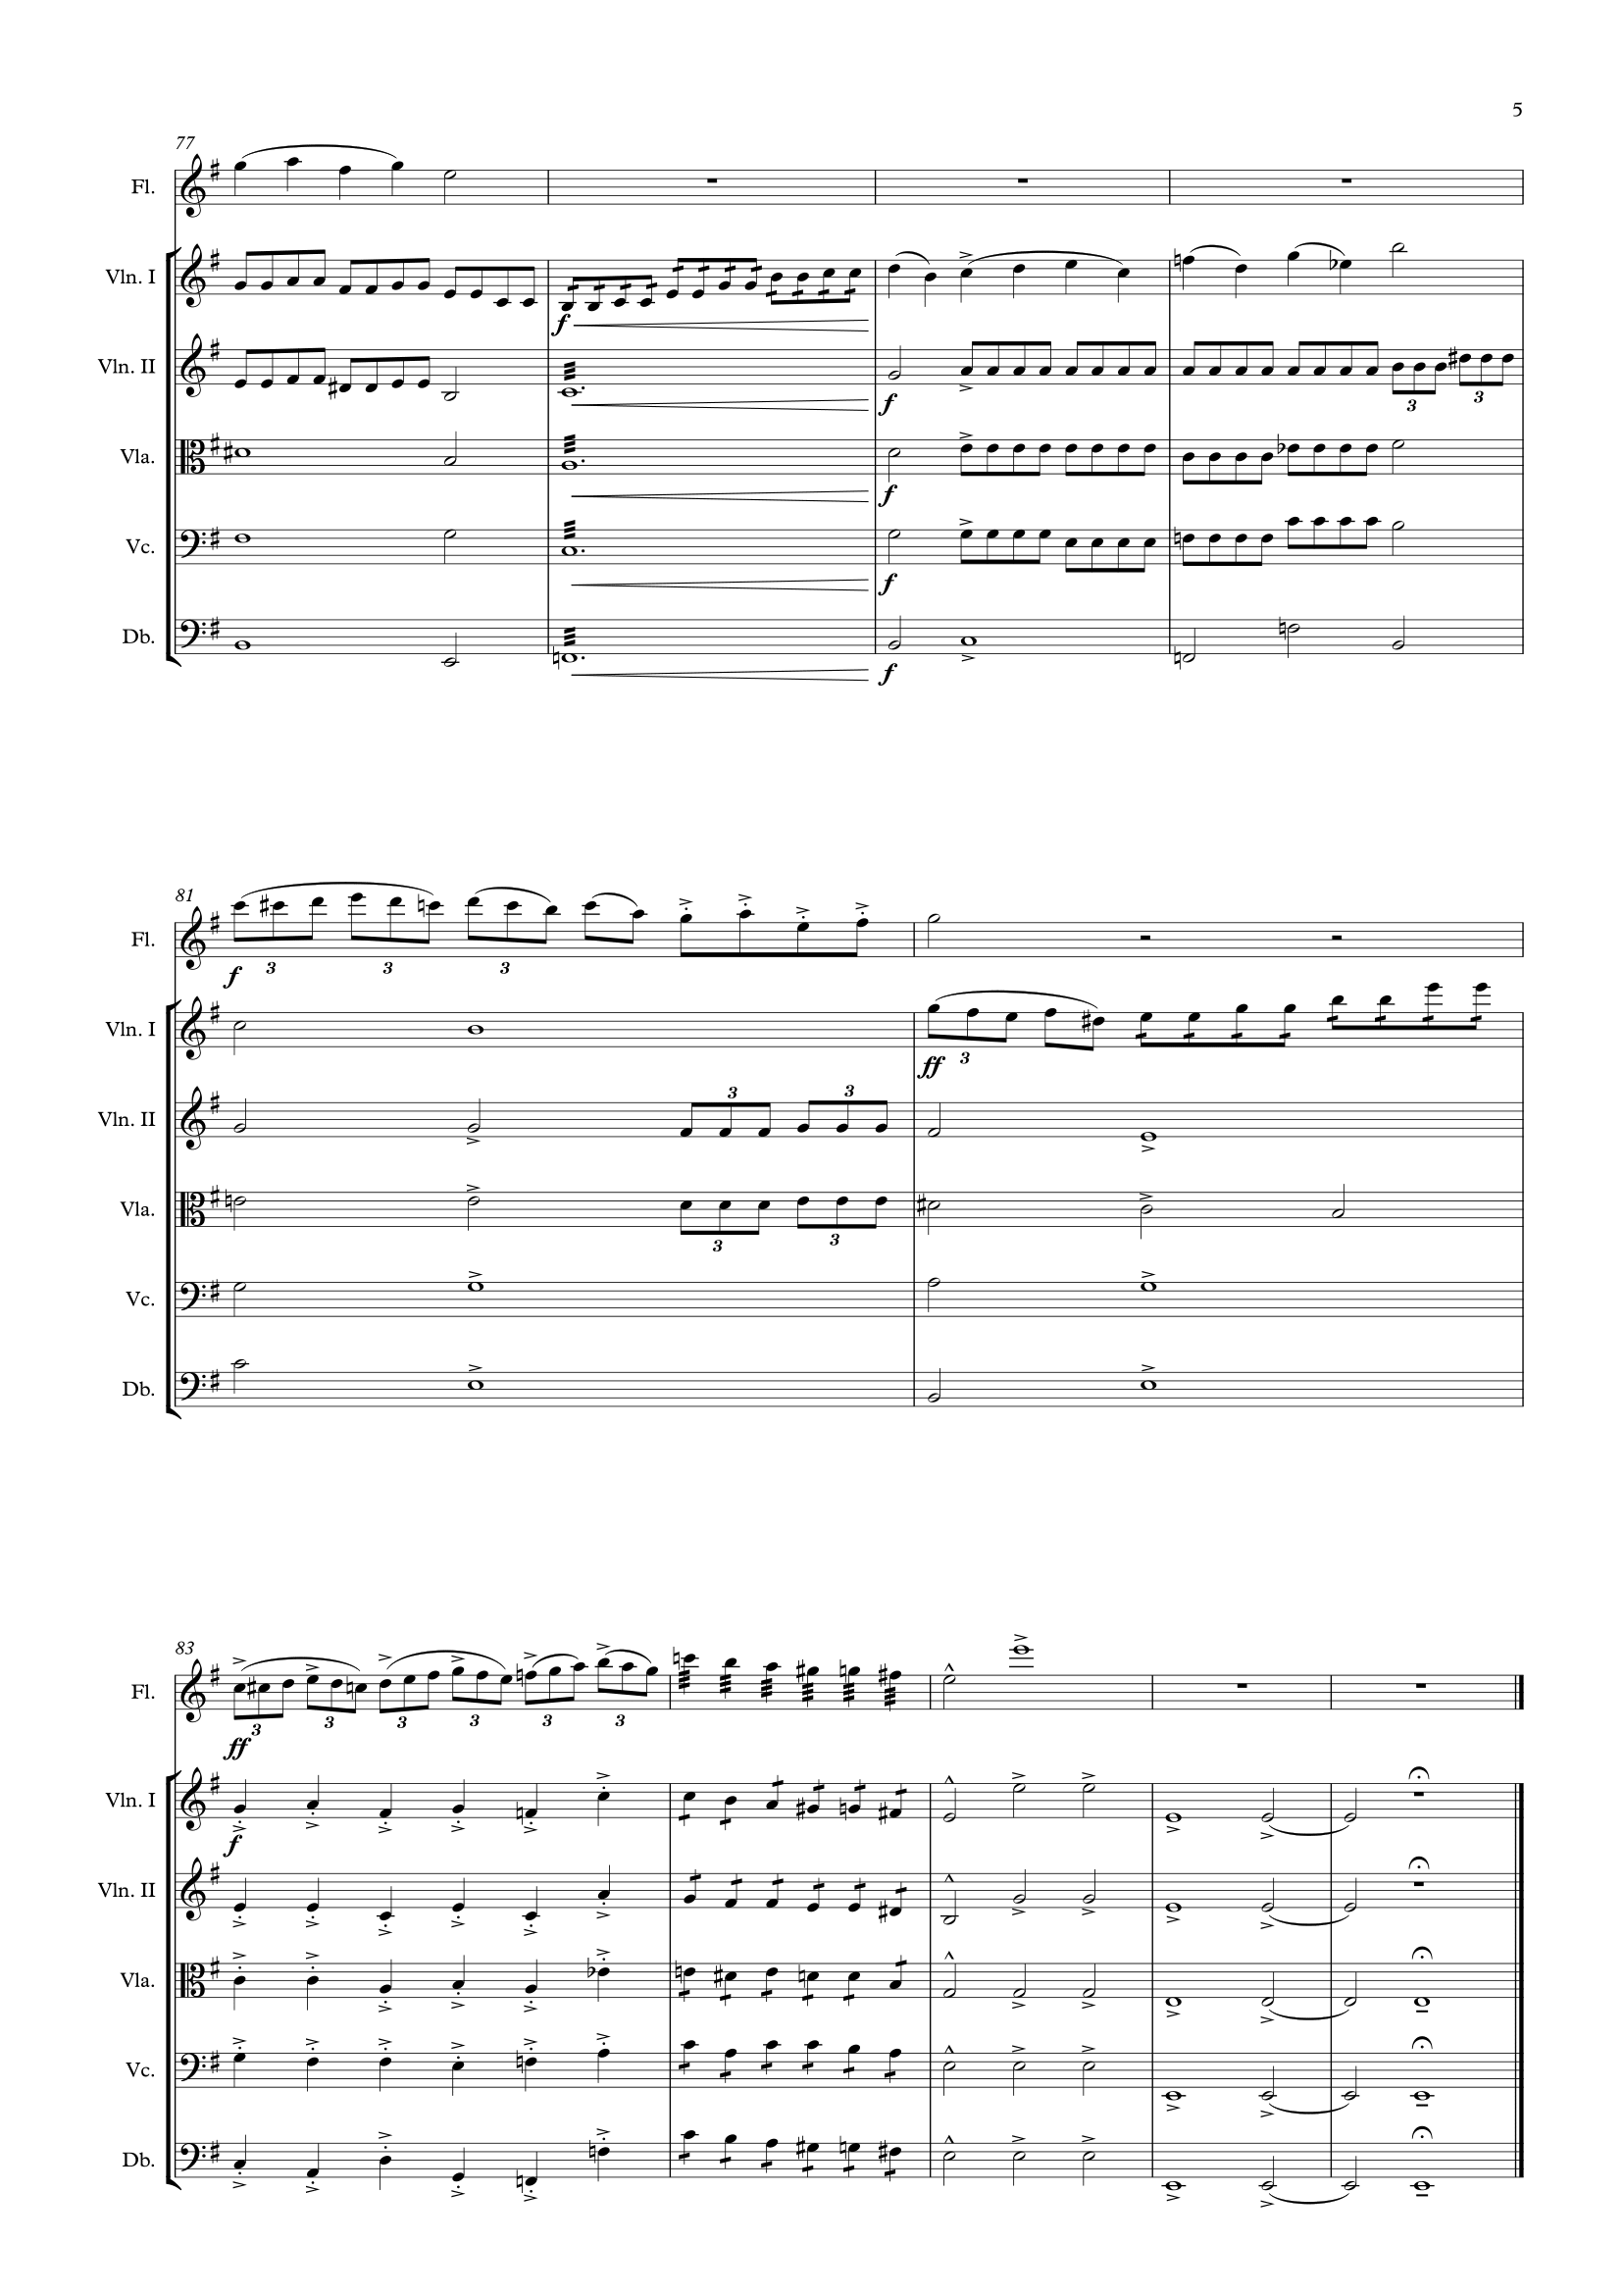 5
77
Fl.
Vln. I
f
Vln. II
f
3 3
Vla.
f
Vc.
f
Db.
f
81
Fl.
f 3 3 3
Vln. I
ff 3
Vln. II
3 3
Vla.
3 3
Vc.
Db.
83
Fl.
ff 3 3 3 3 3 3
Vln. I
f
Vln. II
Vla.
Vc.
Db.